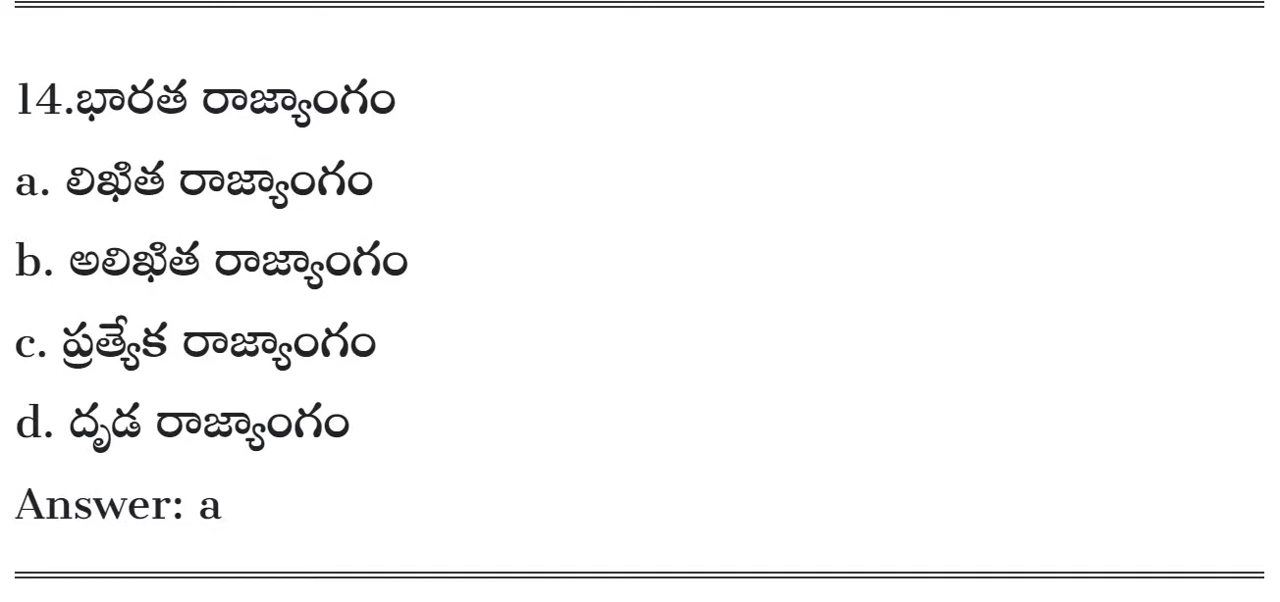 14.భారత రాజ్యాంగం
a. లిఖిత రాజ్యాంగం
b. అలిఖిత రాజ్యాంగం
c. ప్రత్యేక రాజ్యాంగం
d. దృడ రాజ్యాంగం
Answer: a